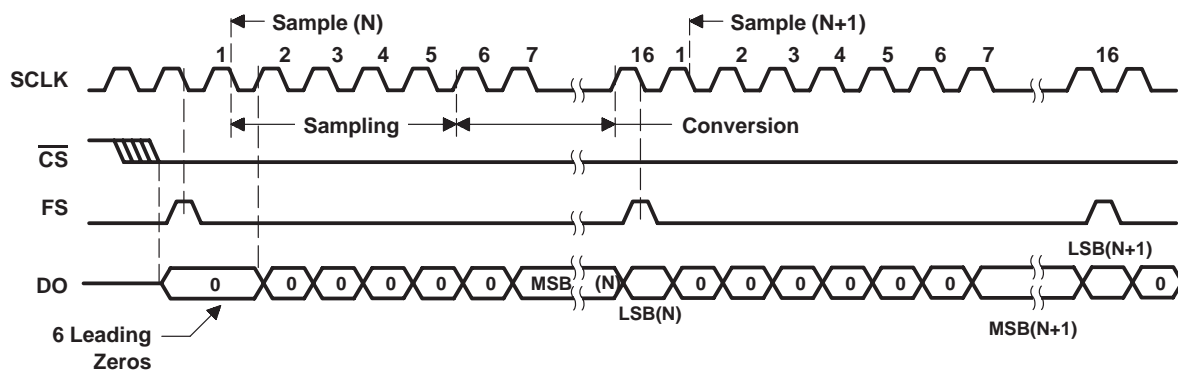 Sample (N)
Sample (N+1)
1 2 3 4 5 6 7 16 1 2 3 4 5 6 7 16
SCLK
Sampling
Conversion
CS
FS
LSB(N+1)
DO
0 0 0 0 0 0 MSB (N) 0 0 0 0 0 0 0
LSB(N)
MSB(N+1)
6 Leading
Zeros